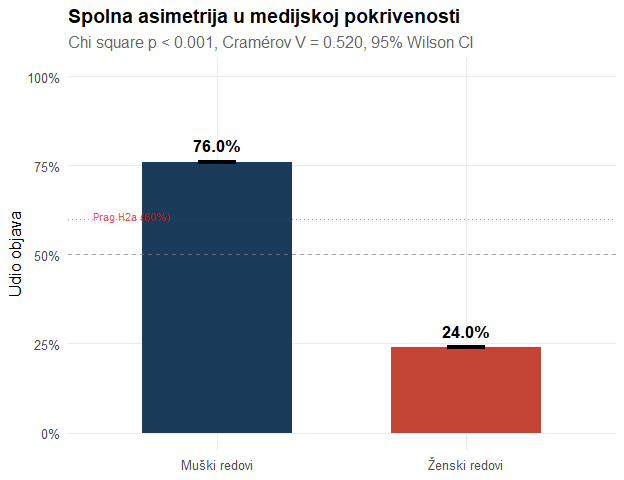 Spolna asimetrija u medijskoj pokrivenosti
Chi square p < 0.001, Cramérov V = 0.520, 95% Wilson CI
100%
76.0%
75%
Prag H2a (60%)
50%
24.0%
25%
0%
Udio objava
Muški redovi
Ženski redovi